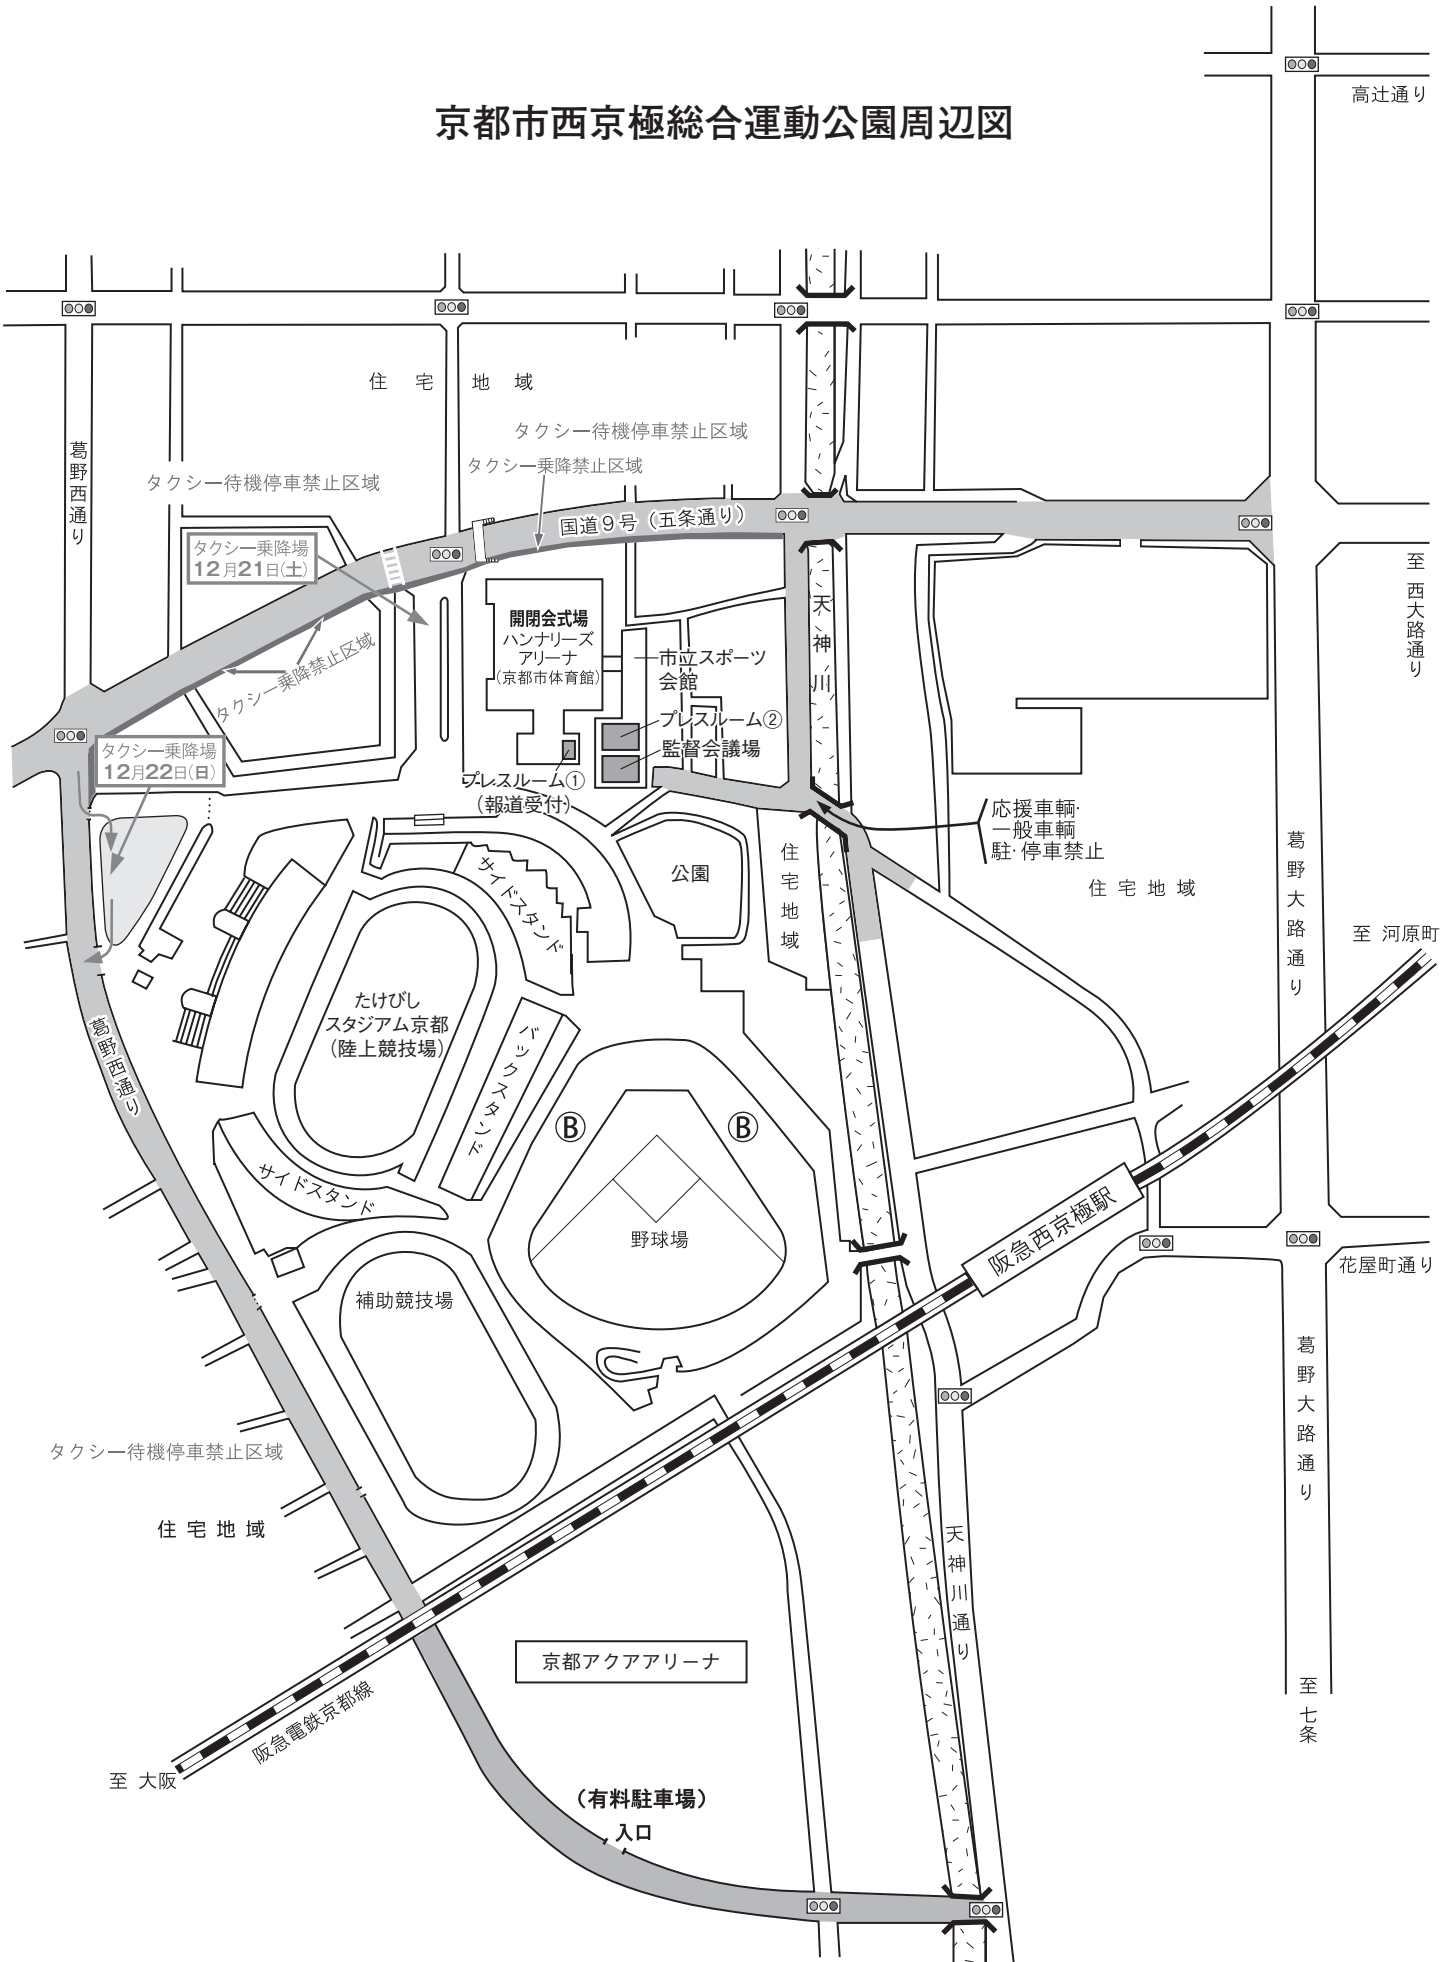 高辻通り
京都市西京極総合運動公園周辺図
住宅地域
タクシー待機停車禁止区域
タクシー乗降禁止区域
葛野西通り
タクシー待機停車禁止区域
国道9号（五条通り）
タクシー乗降場
12月21日(土)
至 西大路通り
天神川
開閉会式場
ハンナリーズ
アリーナ
(京都市体育館)
市立スポーツ
会館
タクシー乗降禁止区域
プレスルーム②
監督会議場
タクシー乗降場
12月22日(日)
プレスルーム①
(報道受付)
応援車輌・
一般車輌
駐・停車禁止
公園
住宅地域
住宅地域
葛野大路通り
サイドスタンド
至 河原町
たけびし
スタジアム京都
(陸上競技場)
バックスタンド
葛野西通り
B
B
サイドスタンド
野球場
阪急西京極駅
花屋町通り
補助競技場
葛野大路通り
タクシー待機停車禁止区域
住宅地域
天神川通り
京都アクアアリーナ
至 七条
阪急電鉄京都線
至 大阪
（有料駐車場）
入口